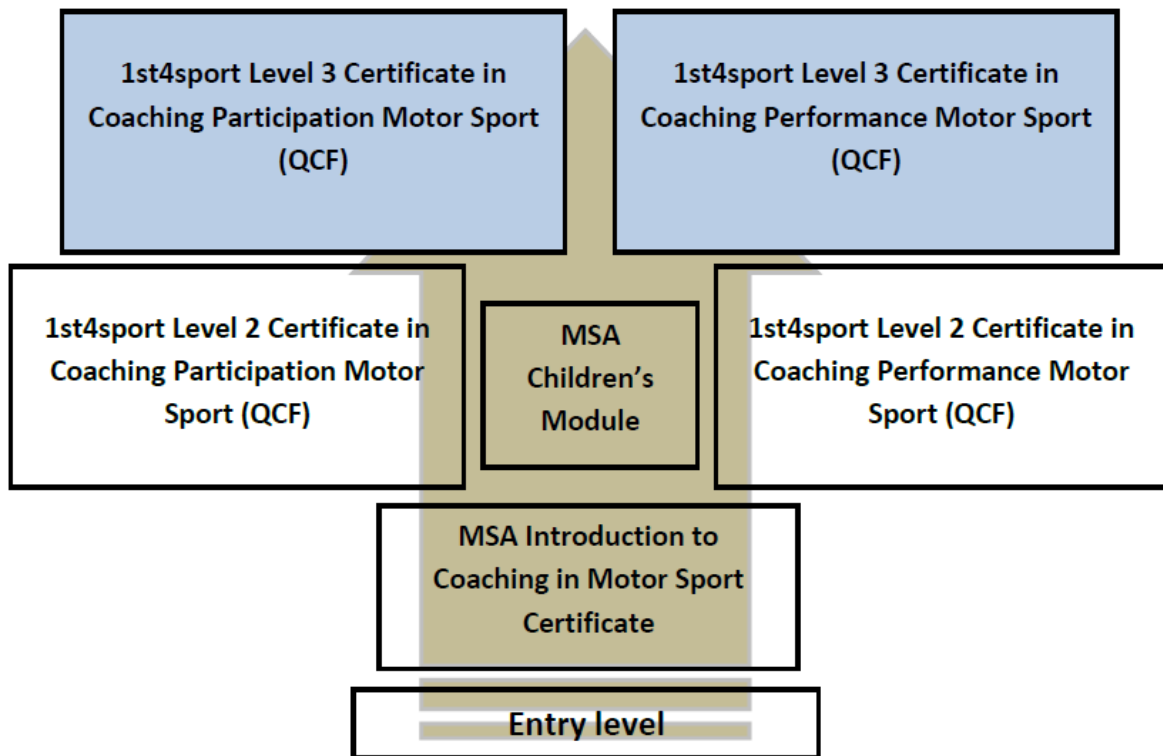 1st4sport Level 3 Certificate in
Coaching Participation Motor Sport
(QCF)
1st4sport Level 3 Certificate in
Coaching Performance Motor Sport
(QCF)
1st4sport Level 2 Certificate in
Coaching Participation Motor
Sport (QCF)
MSA
Children’s
Module
1st4sport Level 2 Certificate in
Coaching Performance Motor
Sport (QCF)
MSA Introduction to
Coaching in Motor Sport
Certificate
Entry level